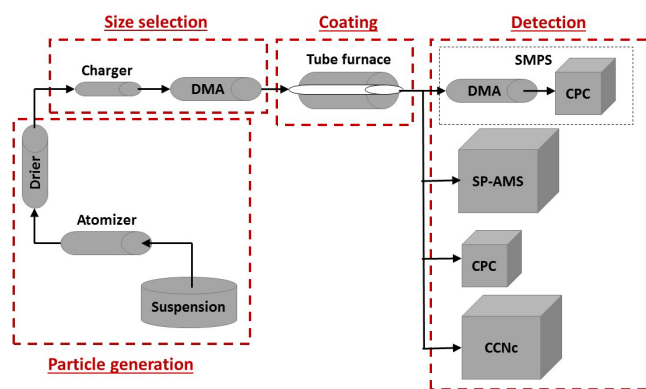 Size selection
Coating
Detection
Charger
DMA
Tube furnace
SMPS
DMA
CPC
Drier
SP-AMS
Atomizer
CPC
Suspension
CCNc
Particle generation